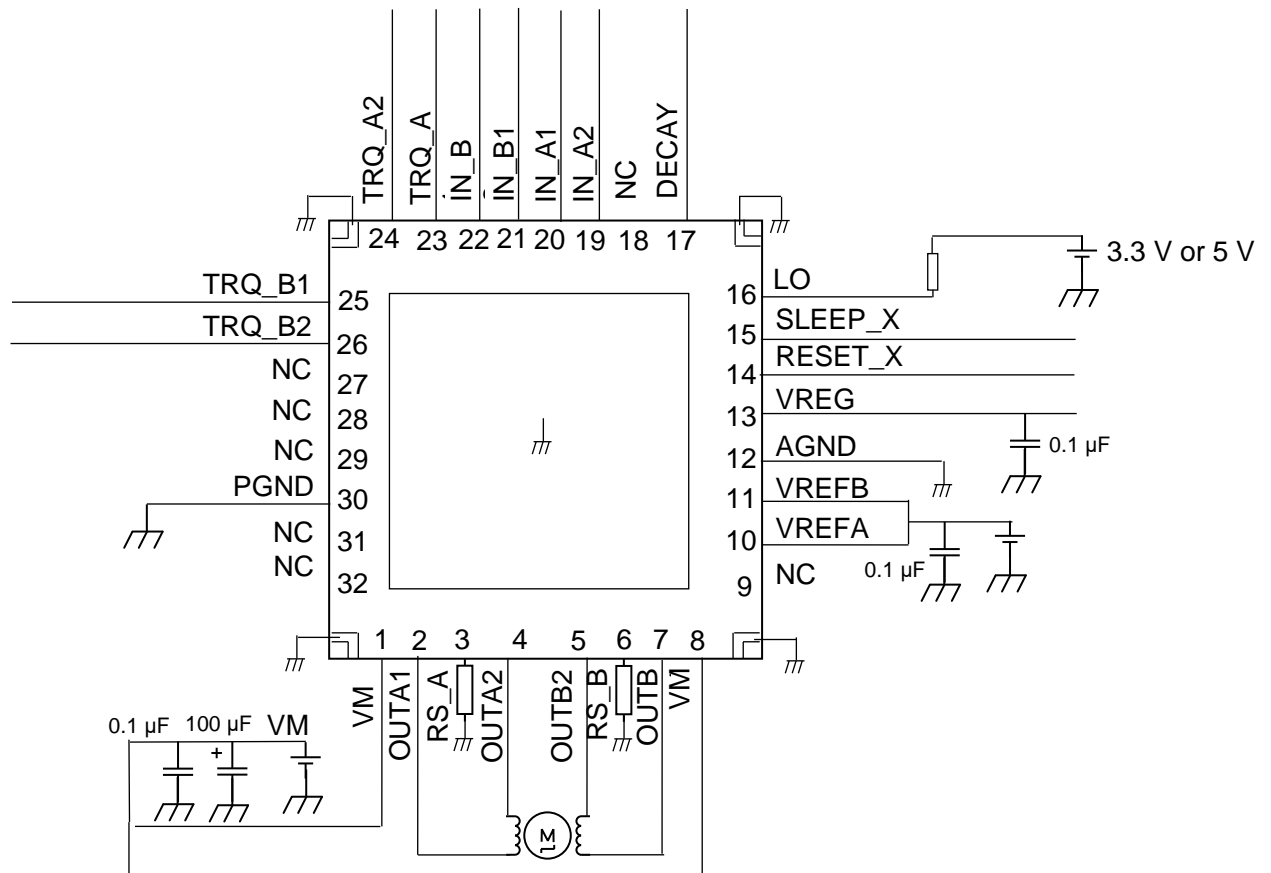 TRQ_A2
TRQ_A
IN_B
IN_B1
IN_A1
IN_A2
NC
DECAY
24 23 22 21 20 19 18 17
TRQ_B1
25
TRQ_B2
26
NC
27
NC
28
NC
29
PGND
30
NC
31
NC
32
16
LO
3.3 V or 5 V
15
SLEEP_X
14
RESET_X
13
VREG
0.1 µF
12
AGND
11
VREFB
10
VREFA
0.1 µF
9
NC
1 2 3 4 5 6 7 8
VM
OUTA1
RS_A
OUTA2
OUTB2
RS_B
OUTB
VM
0.1 µF
100 µF
+
VM
M